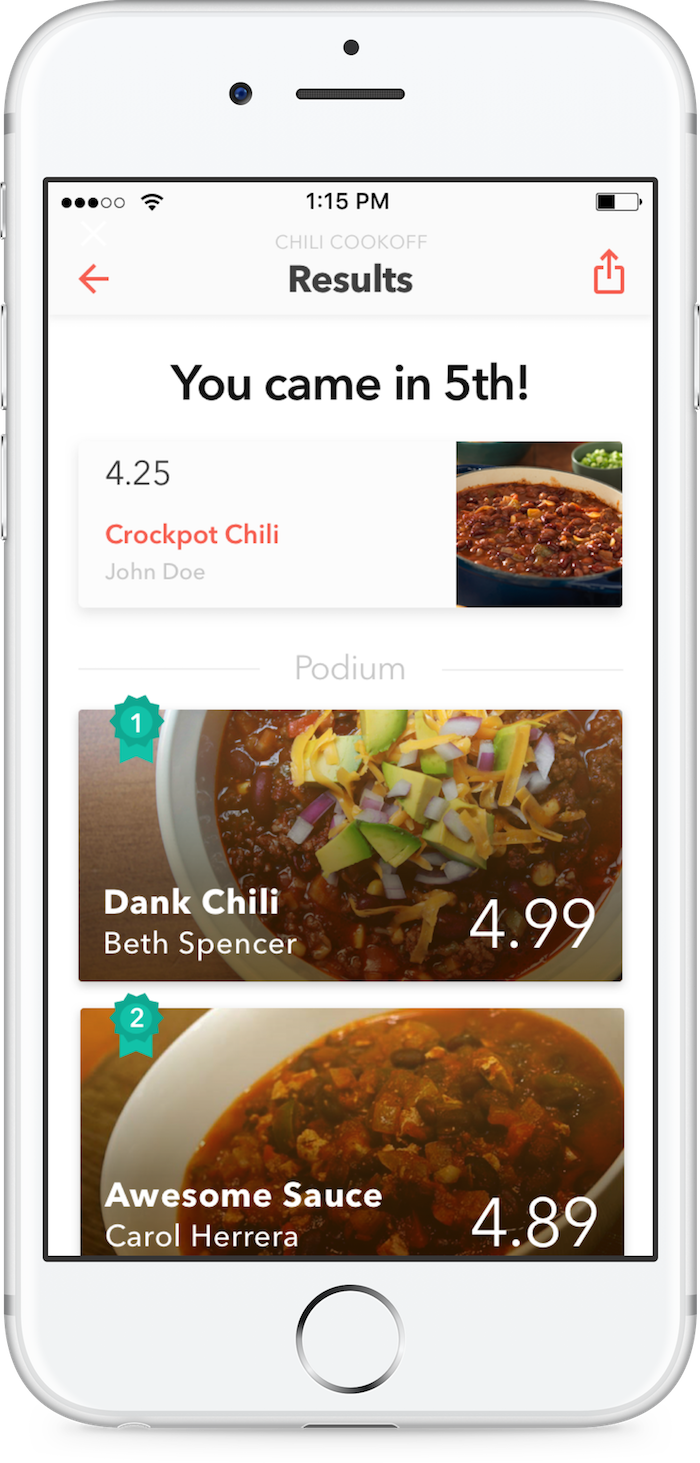 1:15 PM
CHILI COOKOFF
Results
You came in 5th!
4.25
Crockpot Chili
John Doe
Podium
1
Dank Chili
Beth Spencer
4.99
2
Awesome Sauce
Carol Herrera
4.89